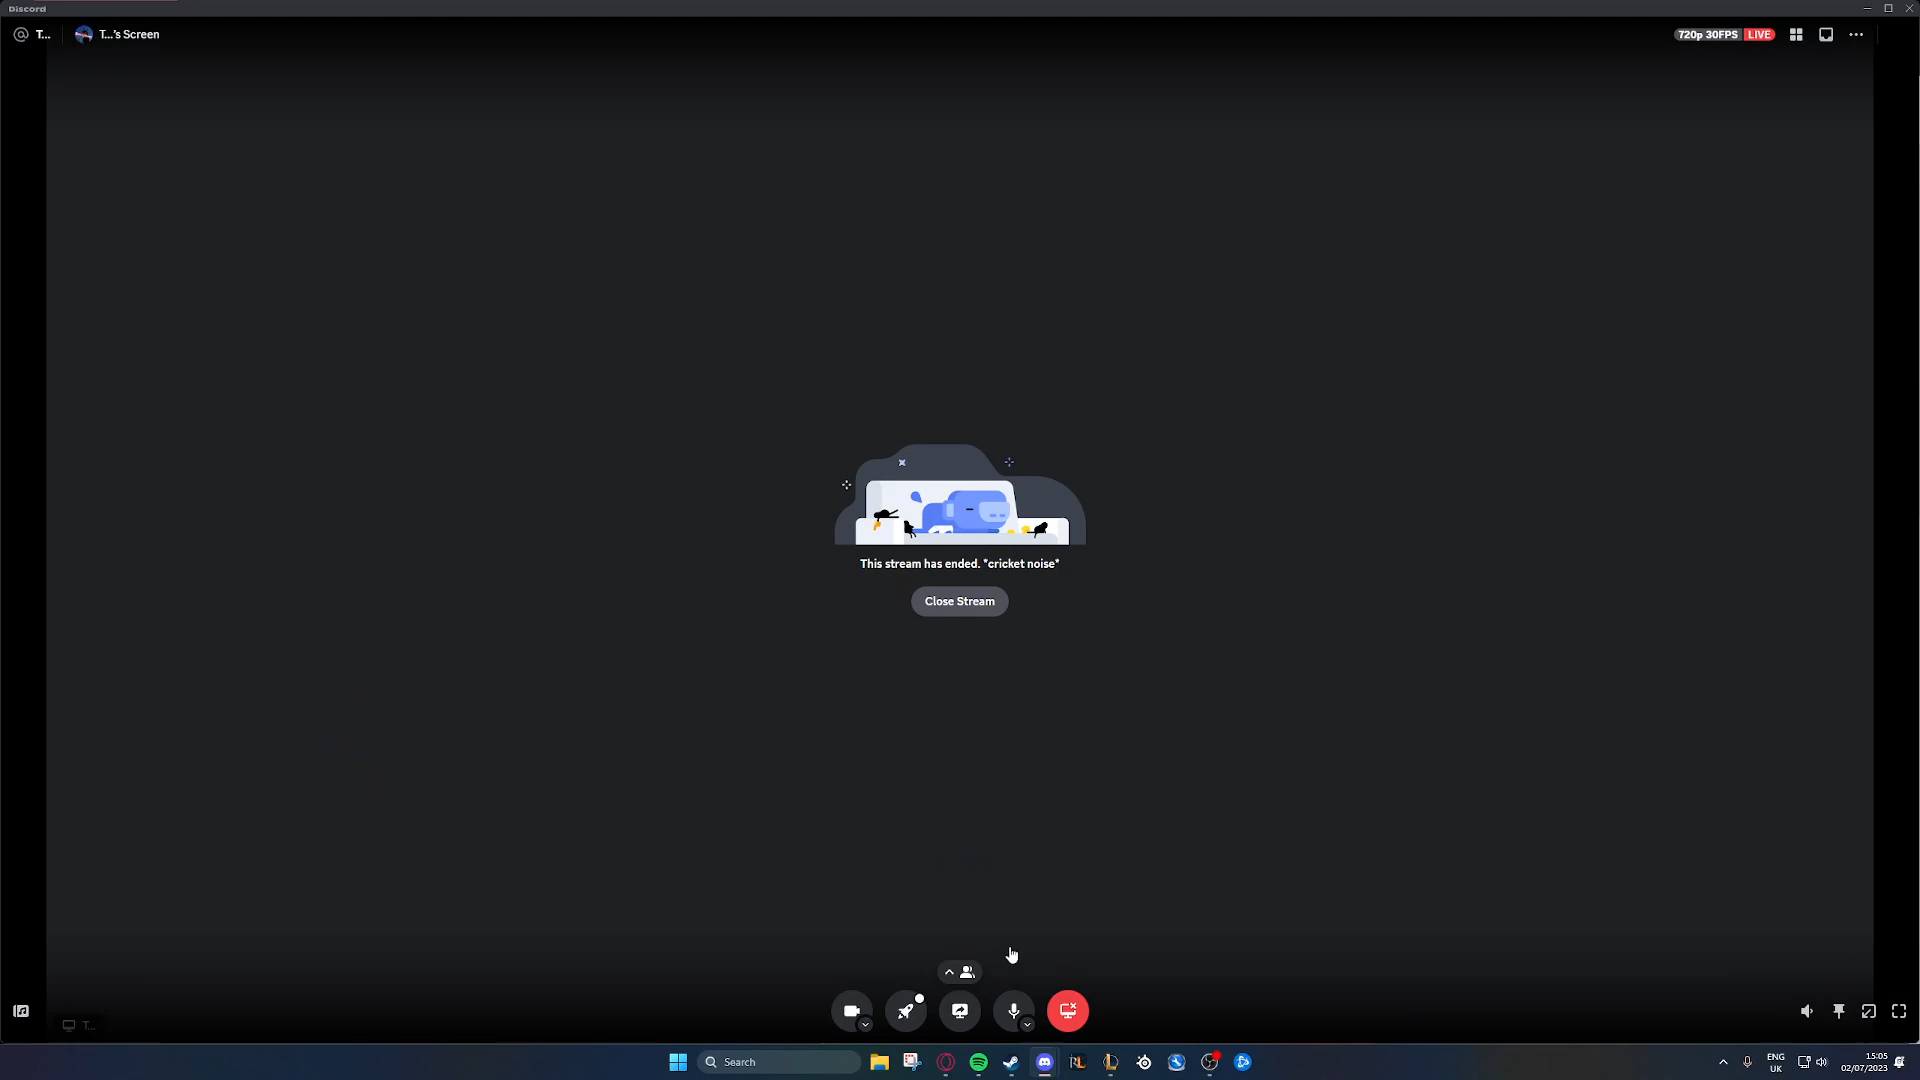 Discord
T...
T...'s Screen
720p 30FPS LIVE
This stream has ended. *cricket noise*
Close Stream
T...
Search
RL
ENG
UK
15:05
02/07/2023